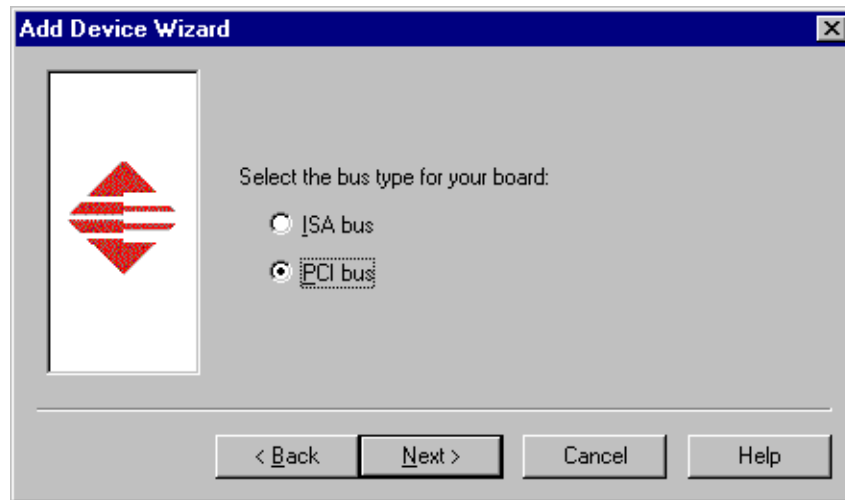 Add Device Wizard
Select the bus type for your board:
ISA bus
PCI bus
< Back
Next >
Cancel
Help